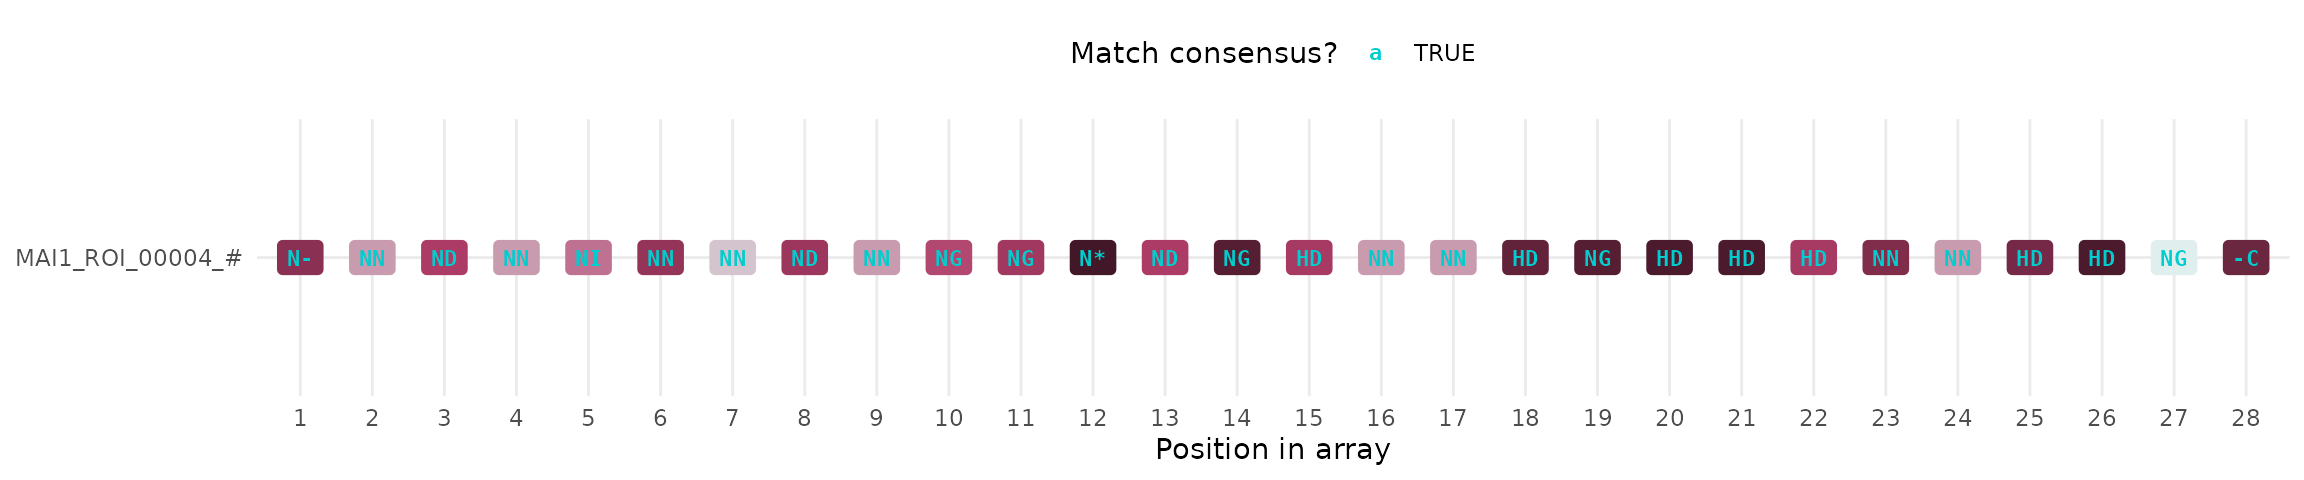 Match consensus? a TRUE
MAI1_ROI_00004_# N- NN ND NN NI NN NN ND NN NG NG N* ND NG HD NN NN HD NG HD HD HD NN NN HD HD NG -C
1 2 3 4 5 6 7 8 9 10 11 12 13 14 15 16 17 18 19 20 21 22 23 24 25 26 27 28
Position in array